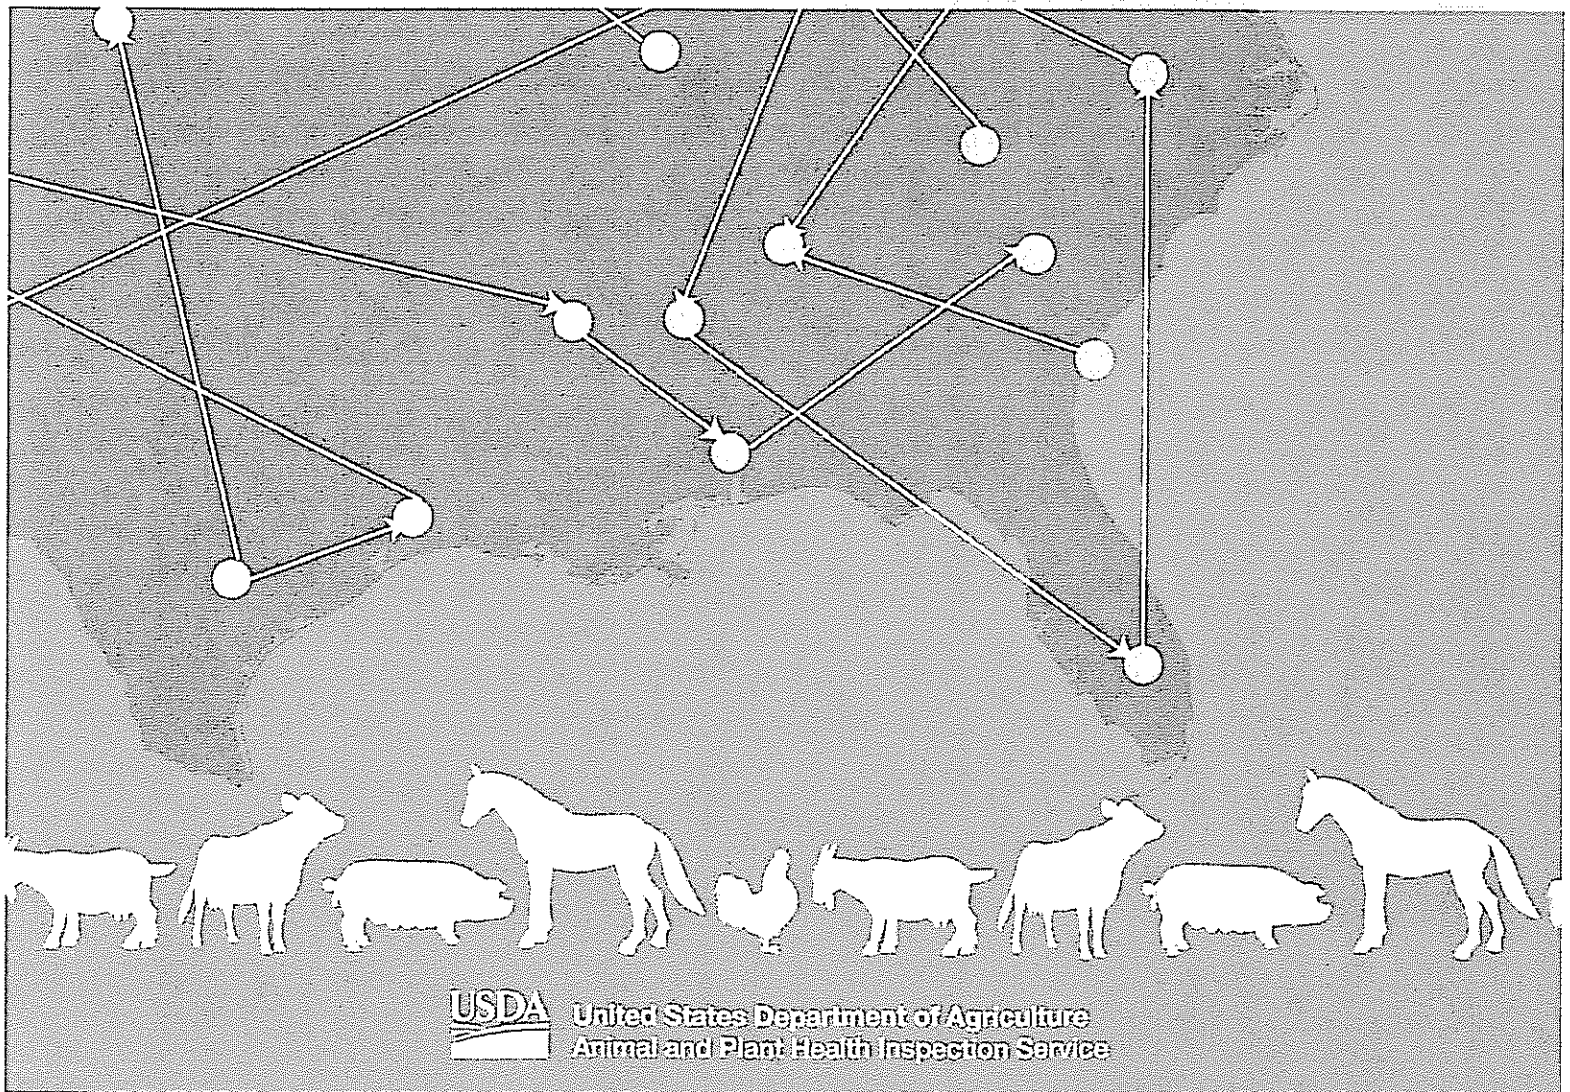 USDA
United States Department of Agriculture
Animal and Plant Health Inspection Service